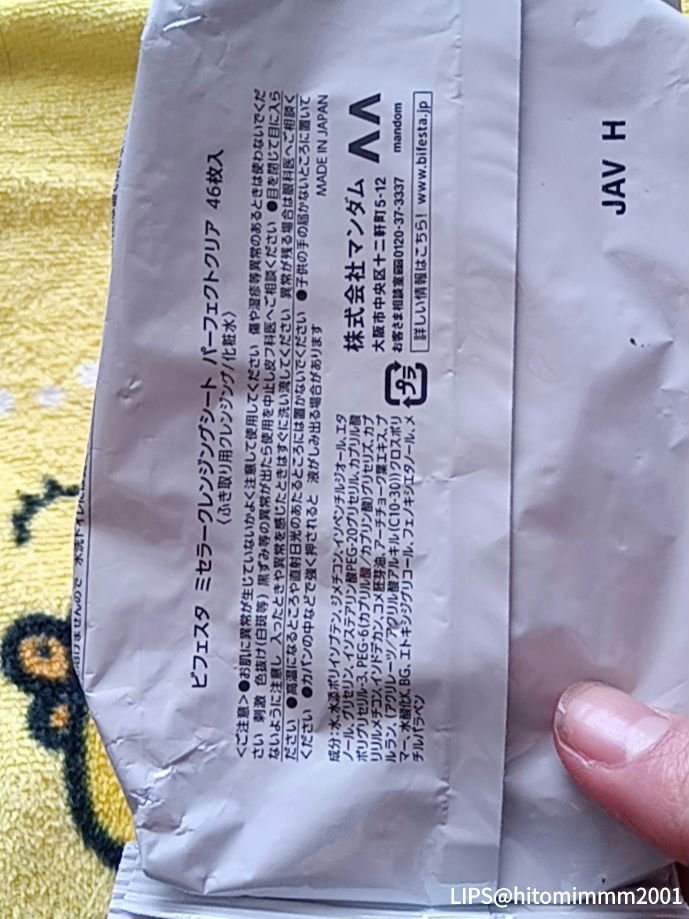 ビフェスタ ミセラークレンジングシート パーフェクトクリア 46枚入
〈ふき取り用クレンジング/化粧水〉
<ご注意>●お肌に異常が生じていないかよく注意して使用してください 傷や湿疹等異常のあるときは使わないでくだ
さい 刺激 色抜け(白斑等) 黒ずみ等の異常が出たら使用を中止し皮フ科医へご相談ください ●目を閉じて目に入ら
ないように注意し 入ったときや異常を感じたときはすぐに洗い流してください 異常が残る場合は眼科医へご相談く
ださい ●高温になるところや直射日光のあたるところには置かないでください ●子供の手の届かないところに置いて
ください ●カバンの中などで強く押されると 液がしみ出る場合があります
MADE IN JAPAN
成分:水、水添ポリイソブテン、ジメチコン、イソペンチルジオール、エタ
ノール、グリセリン、イソステアリン酸PEG-20グリセリル、カプリル酸
ポリグリセリル-3、PEG-6(カプリル酸/カプリン酸)グリセリズ、カプ
リリルメチコン、イソドデカン、コメ胚芽油、アーチチョーク葉エキス、プ
ルラン、(アクリレーツ/アクリル酸アルキル(C10-30))クロスポリ
マー、水酸化K、BG、エトキシジグリコール、フェノキシエタノール、メ
チルパラベン
プラ
株式会社マンダム
mandom
大阪市中央区十二軒町5-12
お客さま相談室 0120-37-3337
詳しい情報はこちら! www.bifesta.jp
JAV H
溶けませんので 水洗トイレに
LIPS@hitomimmm2001